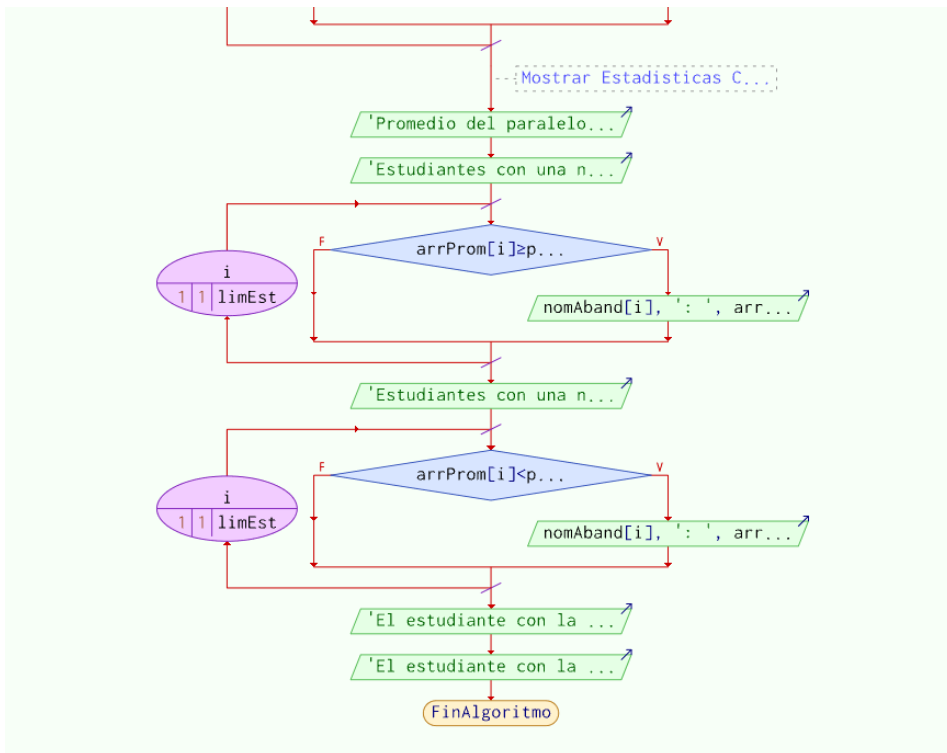 Mostrar Estadisticas C...
'Promedio del paralelo...
'Estudiantes con una n...
F
V
arrProm[i]≥p...
i
1 1 limEst
nomAband[i], ': ', arr...
'Estudiantes con una n...
F
V
arrProm[i]<p...
i
1 1 limEst
nomAband[i], ': ', arr...
'El estudiante con la ...
'El estudiante con la ...
FinAlgoritmo